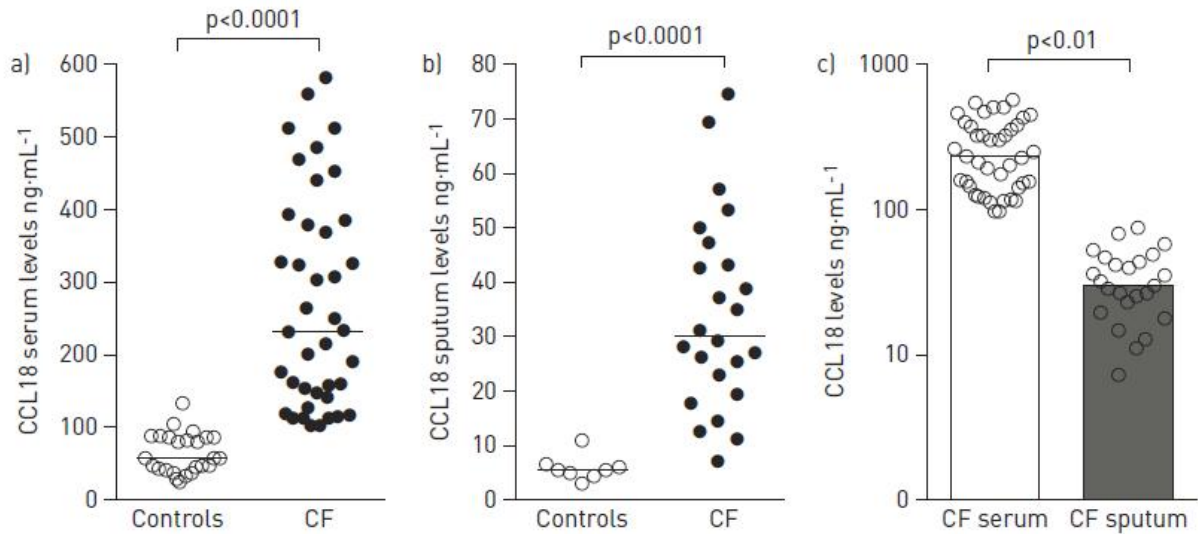 a)
p<0.0001
CCL18 serum levels ng·mL-1
600
500
400
300
200
100
0
Controls
CF
b)
p<0.0001
CCL18 sputum levels ng·mL-1
80
70
60
50
40
30
20
10
0
Controls
CF
c)
p<0.01
CCL18 levels ng·mL-1
1000
100
10
0
CF serum
CF sputum